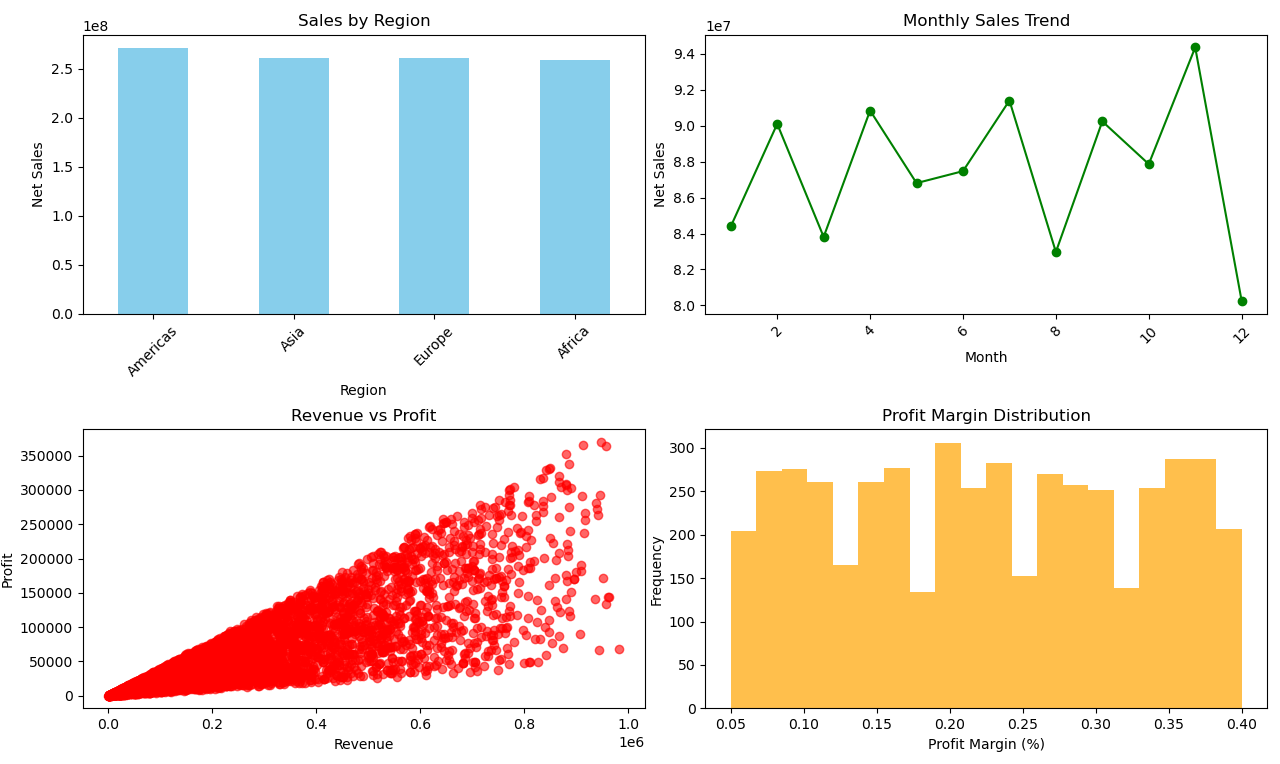 Sales by Region
1e8
2.5
2.0
1.5
1.0
0.5
0.0
Net Sales
Americas
Asia
Europe
Africa
Region
Monthly Sales Trend
1e7
9.4
9.2
9.0
8.8
8.6
8.4
8.2
8.0
Net Sales
2
4
6
8
10
12
Month
Revenue vs Profit
350000
300000
250000
200000
150000
100000
50000
0
Profit
0.0
0.2
0.4
0.6
0.8
1.0
1e6
Revenue
Profit Margin Distribution
300
250
200
150
100
50
0
Frequency
0.05
0.10
0.15
0.20
0.25
0.30
0.35
0.40
Profit Margin (%)